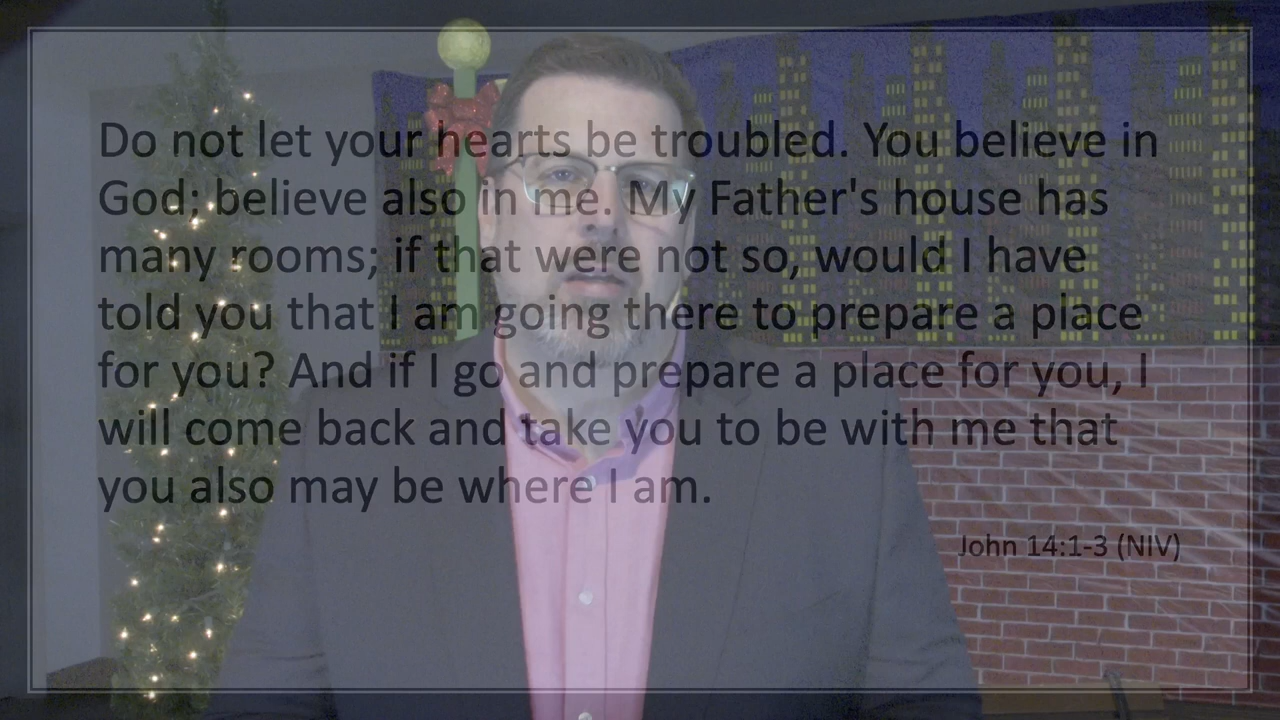 Do not let your hearts be troubled. You believe in
God; believe also in me. My Father's house has
many rooms; if that were not so, would I have
told you that I am going there to prepare a place
for you? And if I go and prepare a place for you, I
will come back and take you to be with me that
you also may be where I am.
John 14:1-3 (NIV)